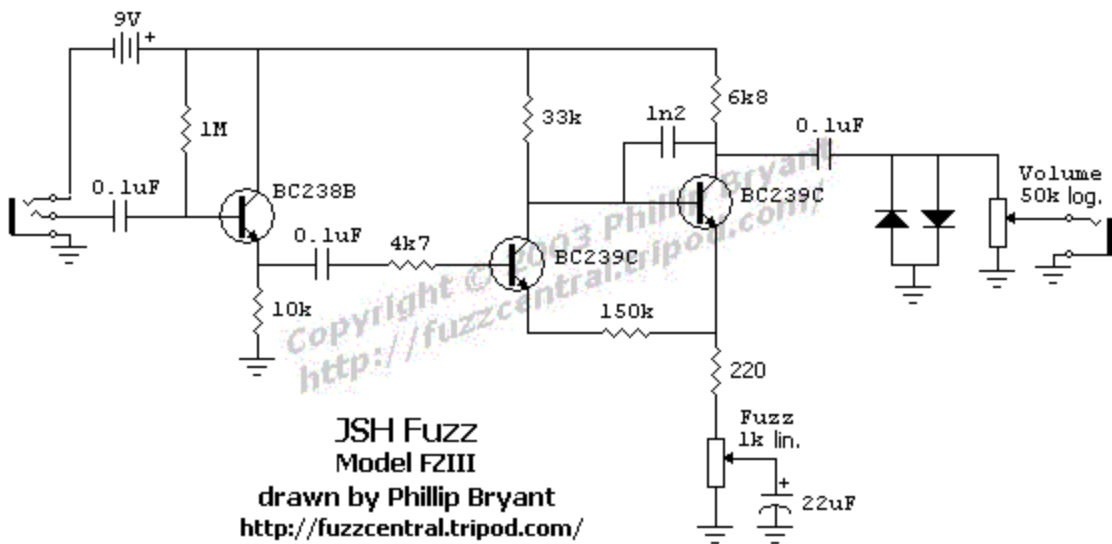 9V
+
1M
33k
6k8
1n2
0.1uF
0.1uF
BC238B
BC239C
Volume
50k log.
0.1uF
4k7
BC239C
10k
150k
220
Copyright © 2003 Phillip Bryant
http://fuzzcentral.tripod.com/
Fuzz
1k lin.
+
22uF
JSH Fuzz
Model FZIII
drawn by Phillip Bryant
http://fuzzcentral.tripod.com/